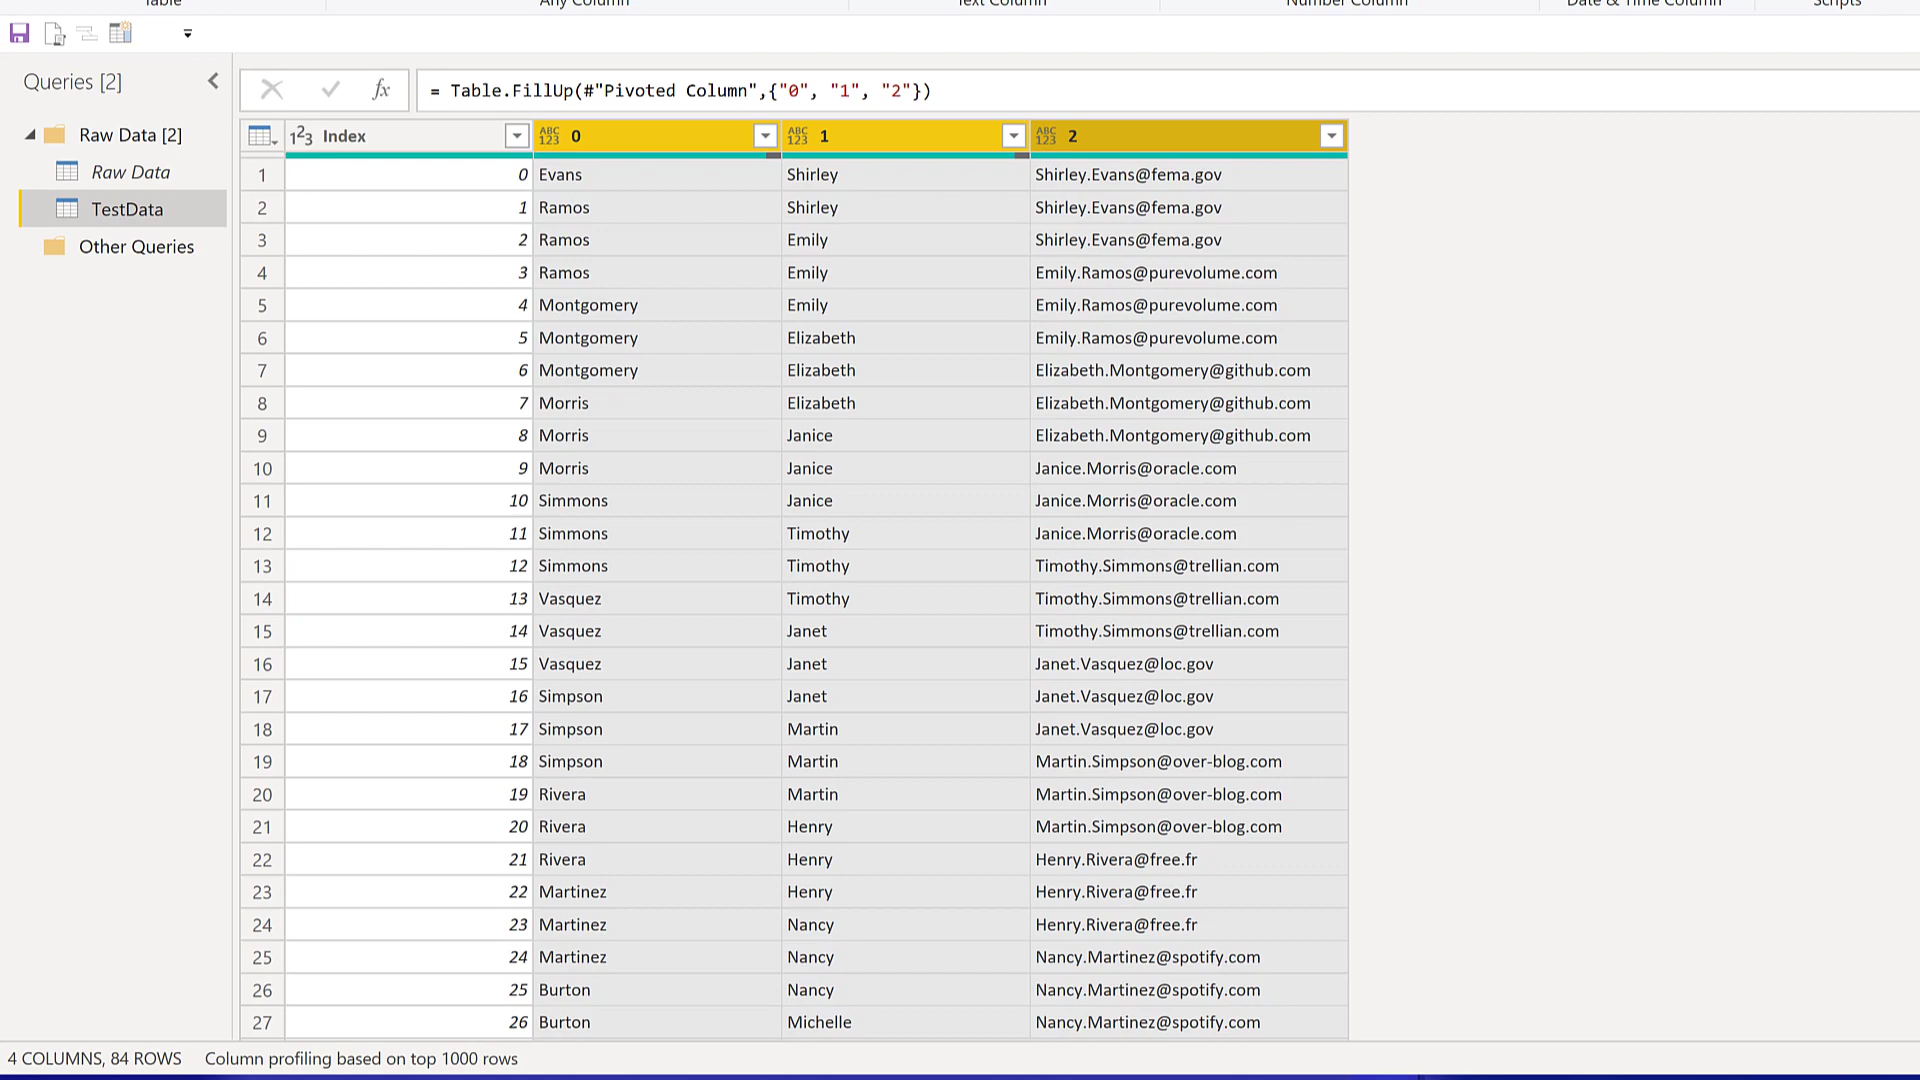 Table Any Column Text Column Number Column Date & Time Column Scripts
Queries [2]
= Table.FillUp(#"Pivoted Column",{"0", "1", "2"})
Raw Data [2]
Raw Data
TestData
Other Queries
Index 0 1 2
1 0 Evans Shirley Shirley.Evans@fema.gov
2 1 Ramos Shirley Shirley.Evans@fema.gov
3 2 Ramos Emily Shirley.Evans@fema.gov
4 3 Ramos Emily Emily.Ramos@purevolume.com
5 4 Montgomery Emily Emily.Ramos@purevolume.com
6 5 Montgomery Elizabeth Emily.Ramos@purevolume.com
7 6 Montgomery Elizabeth Elizabeth.Montgomery@github.com
8 7 Morris Elizabeth Elizabeth.Montgomery@github.com
9 8 Morris Janice Elizabeth.Montgomery@github.com
10 9 Morris Janice Janice.Morris@oracle.com
11 10 Simmons Janice Janice.Morris@oracle.com
12 11 Simmons Timothy Janice.Morris@oracle.com
13 12 Simmons Timothy Timothy.Simmons@trellian.com
14 13 Vasquez Timothy Timothy.Simmons@trellian.com
15 14 Vasquez Janet Timothy.Simmons@trellian.com
16 15 Vasquez Janet Janet.Vasquez@loc.gov
17 16 Simpson Janet Janet.Vasquez@loc.gov
18 17 Simpson Martin Janet.Vasquez@loc.gov
19 18 Simpson Martin Martin.Simpson@over-blog.com
20 19 Rivera Martin Martin.Simpson@over-blog.com
21 20 Rivera Henry Martin.Simpson@over-blog.com
22 21 Rivera Henry Henry.Rivera@free.fr
23 22 Martinez Henry Henry.Rivera@free.fr
24 23 Martinez Nancy Henry.Rivera@free.fr
25 24 Martinez Nancy Nancy.Martinez@spotify.com
26 25 Burton Nancy Nancy.Martinez@spotify.com
27 26 Burton Michelle Nancy.Martinez@spotify.com
4 COLUMNS, 84 ROWS Column profiling based on top 1000 rows